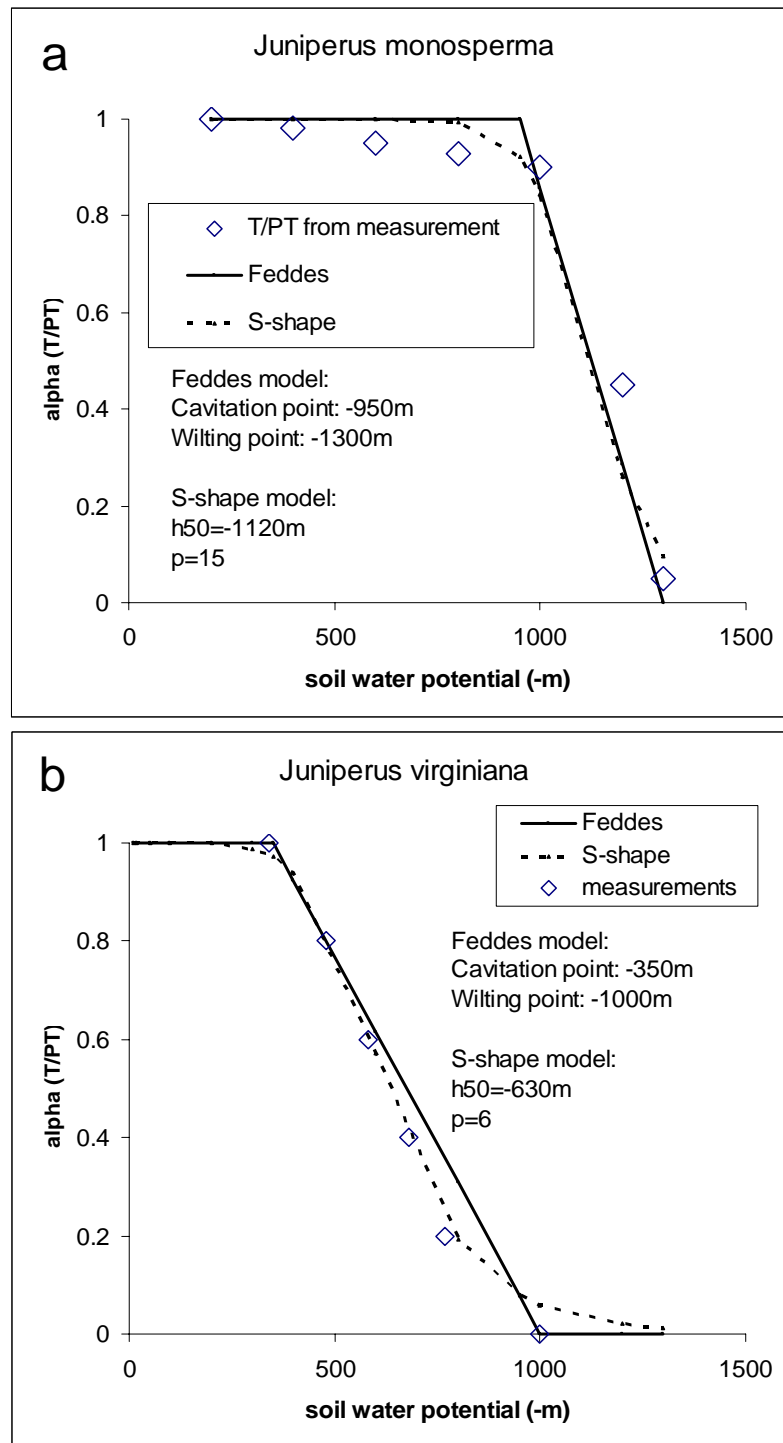 a
Juniperus monosperma
1
0.8
0.6
0.4
0.2
0
alpha (T/PT)
T/PT from measurement
Feddes
S-shape
Feddes model:
Cavitation point: -950m
Wilting point: -1300m
S-shape model:
h50=-1120m
p=15
0 500 1000 1500
soil water potential (-m)
b
Juniperus virginiana
1
0.8
0.6
0.4
0.2
0
alpha (T/PT)
Feddes
S-shape
measurements
Feddes model:
Cavitation point: -350m
Wilting point: -1000m
S-shape model:
h50=-630m
p=6
0 500 1000 1500
soil water potential (-m)